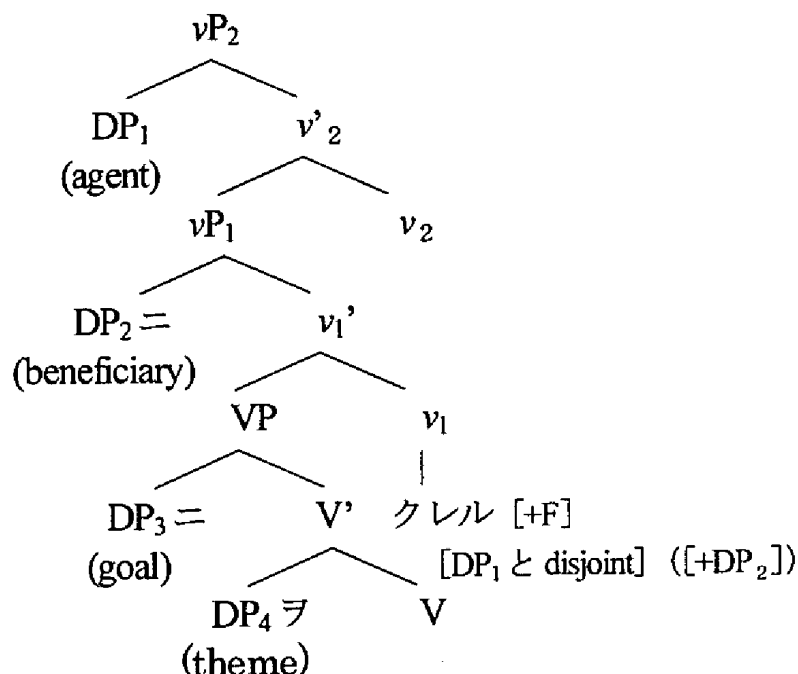 vP₂
DP₁ v'₂
(agent)
vP₁ v₂
DP₂ニ v₁'
(beneficiary)
VP v₁
DP₃ニ V' クレル [+F]
(goal) [DP₁と disjoint] ([+DP₂])
DP₄ヲ V
(theme)